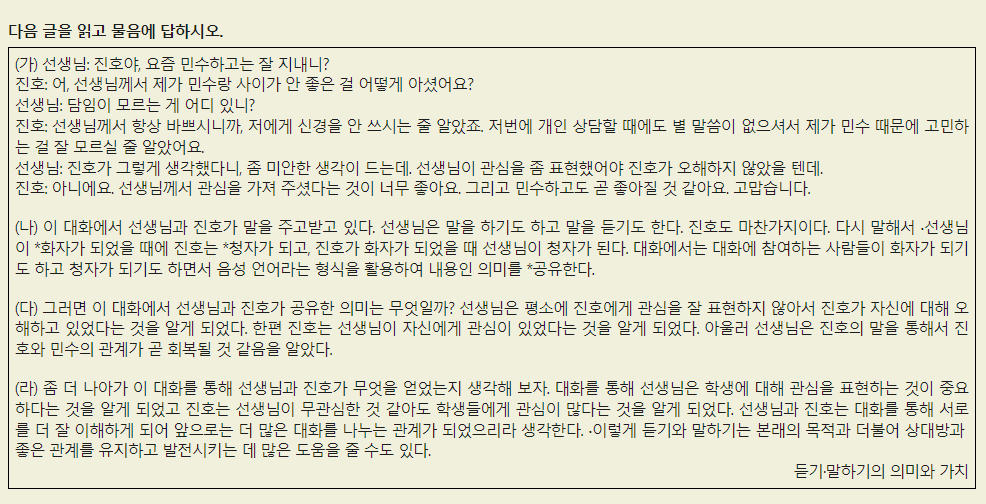 다음 글을 읽고 물음에 답하시오.
(가) 선생님: 진호야, 요즘 민수하고는 잘 지내니?
진호: 어, 선생님께서 제가 민수랑 사이가 안 좋은 걸 어떻게 아셨어요?
선생님: 담임이 모르는 게 어디 있니?
진호: 선생님께서 항상 바쁘시니까, 저에게 신경을 안 쓰시는 줄 알았죠. 저번에 개인 상담할 때에도 별 말씀이 없으셔서 제가 민수 때문에 고민하
는 걸 잘 모르실 줄 알았어요.
선생님: 진호가 그렇게 생각했다니, 좀 미안한 생각이 드는데. 선생님이 관심을 좀 표현했어야 진호가 오해하지 않았을 텐데.
진호: 아니에요. 선생님께서 관심을 가져 주셨다는 것이 너무 좋아요. 그리고 민수하고도 곧 좋아질 것 같아요. 고맙습니다.
(나) 이 대화에서 선생님과 진호가 말을 주고받고 있다. 선생님은 말을 하기도 하고 말을 듣기도 한다. 진호도 마찬가지이다. 다시 말해서 ·선생님
이 *화자가 되었을 때에 진호는 *청자가 되고, 진호가 화자가 되었을 때 선생님이 청자가 된다. 대화에서는 대화에 참여하는 사람들이 화자가 되기
도 하고 청자가 되기도 하면서 음성 언어라는 형식을 활용하여 내용인 의미를 *공유한다.
(다) 그러면 이 대화에서 선생님과 진호가 공유한 의미는 무엇일까? 선생님은 평소에 진호에게 관심을 잘 표현하지 않아서 진호가 자신에 대해 오
해하고 있었다는 것을 알게 되었다. 한편 진호는 선생님이 자신에게 관심이 있었다는 것을 알게 되었다. 아울러 선생님은 진호의 말을 통해서 진
호와 민수의 관계가 곧 회복될 것 같음을 알았다.
(라) 좀 더 나아가 이 대화를 통해 선생님과 진호가 무엇을 얻었는지 생각해 보자. 대화를 통해 선생님은 학생에 대해 관심을 표현하는 것이 중요
하다는 것을 알게 되었고 진호는 선생님이 무관심한 것 같아도 학생들에게 관심이 많다는 것을 알게 되었다. 선생님과 진호는 대화를 통해 서로
를 더 잘 이해하게 되어 앞으로는 더 많은 대화를 나누는 관계가 되었으리라 생각한다. ·이렇게 듣기와 말하기는 본래의 목적과 더불어 상대방과
좋은 관계를 유지하고 발전시키는 데 많은 도움을 줄 수도 있다.
듣기·말하기의 의미와 가치